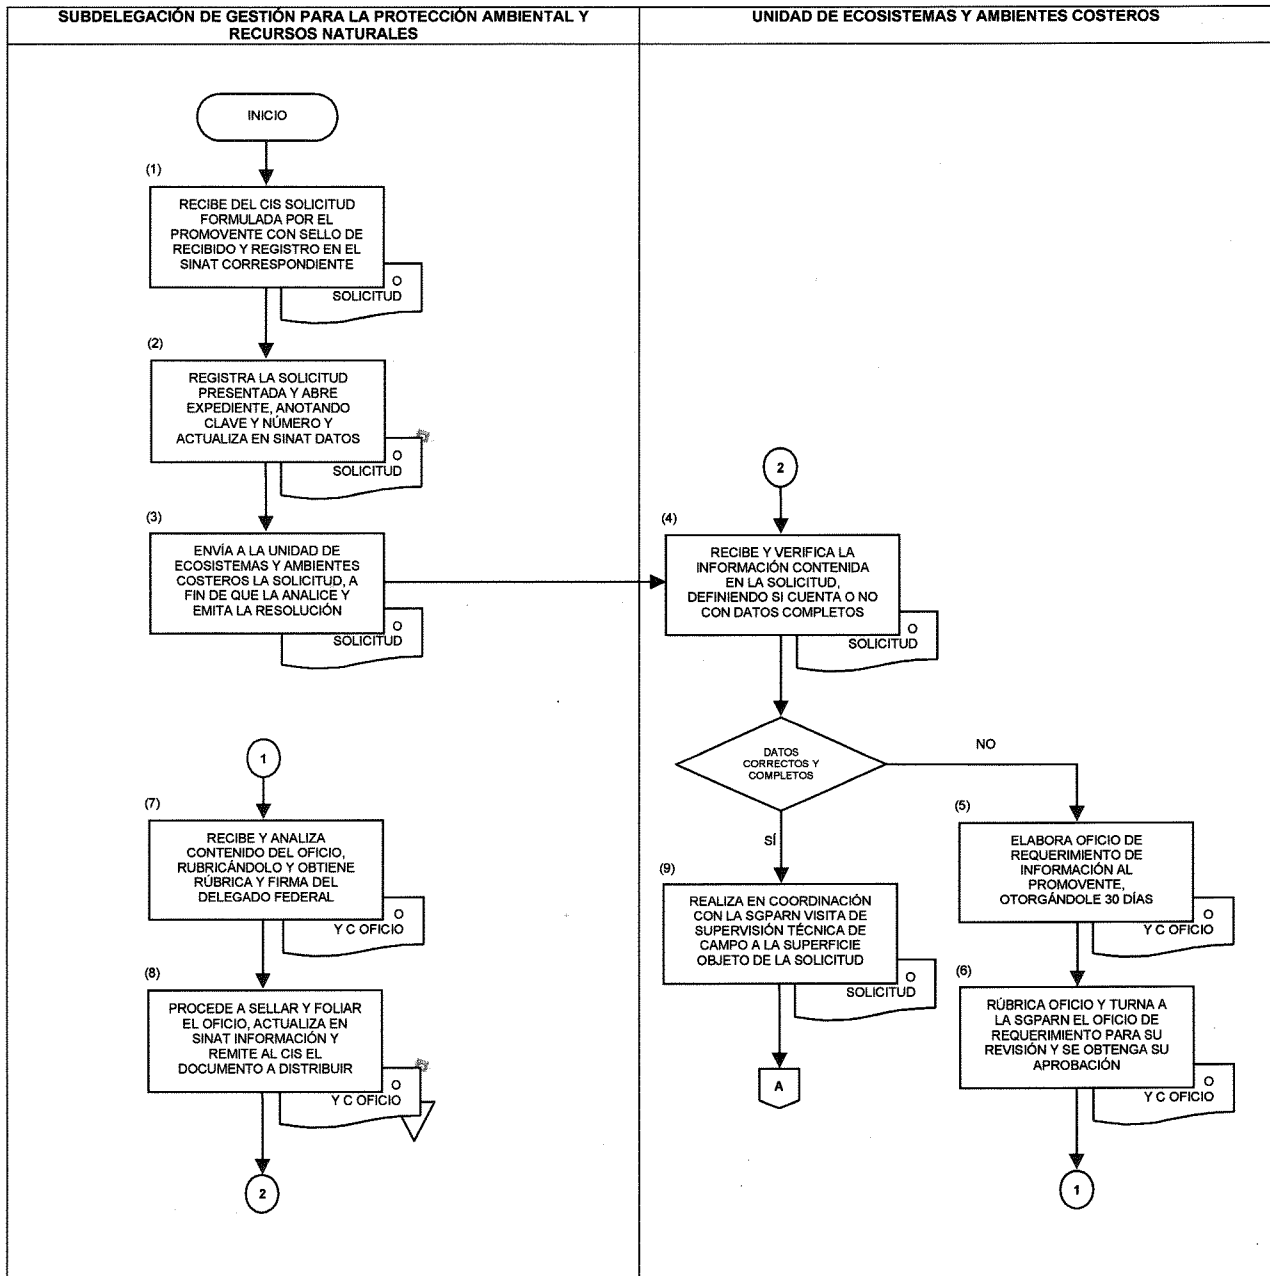 SUBDELEGACIÓN DE GESTIÓN PARA LA PROTECCIÓN AMBIENTAL Y
RECURSOS NATURALES
UNIDAD DE ECOSISTEMAS Y AMBIENTES COSTEROS
INICIO
(1)
RECIBE DEL CIS SOLICITUD
FORMULADA POR EL
PROMOVENTE CON SELLO DE
RECIBIDO Y REGISTRO EN EL
SINAT CORRESPONDIENTE
O
SOLICITUD
(2)
REGISTRA LA SOLICITUD
PRESENTADA Y ABRE
EXPEDIENTE, ANOTANDO
CLAVE Y NÚMERO Y
ACTUALIZA EN SINAT DATOS
O
SOLICITUD
(3)
ENVÍA A LA UNIDAD DE
ECOSISTEMAS Y AMBIENTES
COSTEROS LA SOLICITUD, A
FIN DE QUE LA ANALICE Y
EMITA LA RESOLUCIÓN
O
SOLICITUD
2
(4)
RECIBE Y VERIFICA LA
INFORMACIÓN CONTENIDA
EN LA SOLICITUD,
DEFINIENDO SI CUENTA O NO
CON DATOS COMPLETOS
O
SOLICITUD
DATOS
CORRECTOS Y
COMPLETOS
NO
SÍ
(5)
ELABORA OFICIO DE
REQUERIMIENTO DE
INFORMACIÓN AL
PROMOVENTE,
OTORGÁNDOLE 30 DÍAS
O
Y C OFICIO
(6)
RÚBRICA OFICIO Y TURNA A
LA SGPARN EL OFICIO DE
REQUERIMIENTO PARA SU
REVISIÓN Y SE OBTENGA SU
APROBACIÓN
O
Y C OFICIO
1
1
(7)
RECIBE Y ANALIZA
CONTENIDO DEL OFICIO,
RUBRICÁNDOLO Y OBTIENE
RÚBRICA Y FIRMA DEL
DELEGADO FEDERAL
O
Y C OFICIO
(8)
PROCEDE A SELLAR Y FOLIAR
EL OFICIO, ACTUALIZA EN
SINAT INFORMACIÓN Y
REMITE AL CIS EL
DOCUMENTO A DISTRIBUIR
O
Y C OFICIO
2
(9)
REALIZA EN COORDINACIÓN
CON LA SGPARN VISITA DE
SUPERVISIÓN TÉCNICA DE
CAMPO A LA SUPERFICIE
OBJETO DE LA SOLICITUD
O
SOLICITUD
A